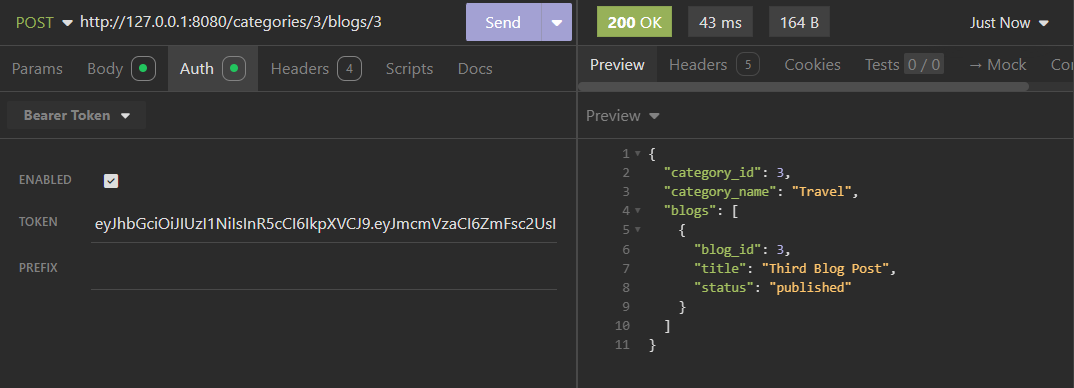 POST http://127.0.0.1:8080/categories/3/blogs/3 Send 200 OK 43 ms 164 B Just Now
Params Body Auth Headers 4 Scripts Docs Preview Headers 5 Cookies Tests 0 / 0 → Mock Cor
Bearer Token Preview
ENABLED
TOKEN eyJhbGciOiJIUzI1NiIsInR5cCI6IkpXVCJ9.eyJmcmVzaCI6ZmFsc2UsI
PREFIX
1 {
2 "category_id": 3,
3 "category_name": "Travel",
4 "blogs": [
5 {
6 "blog_id": 3,
7 "title": "Third Blog Post",
8 "status": "published"
9 }
10 ]
11 }